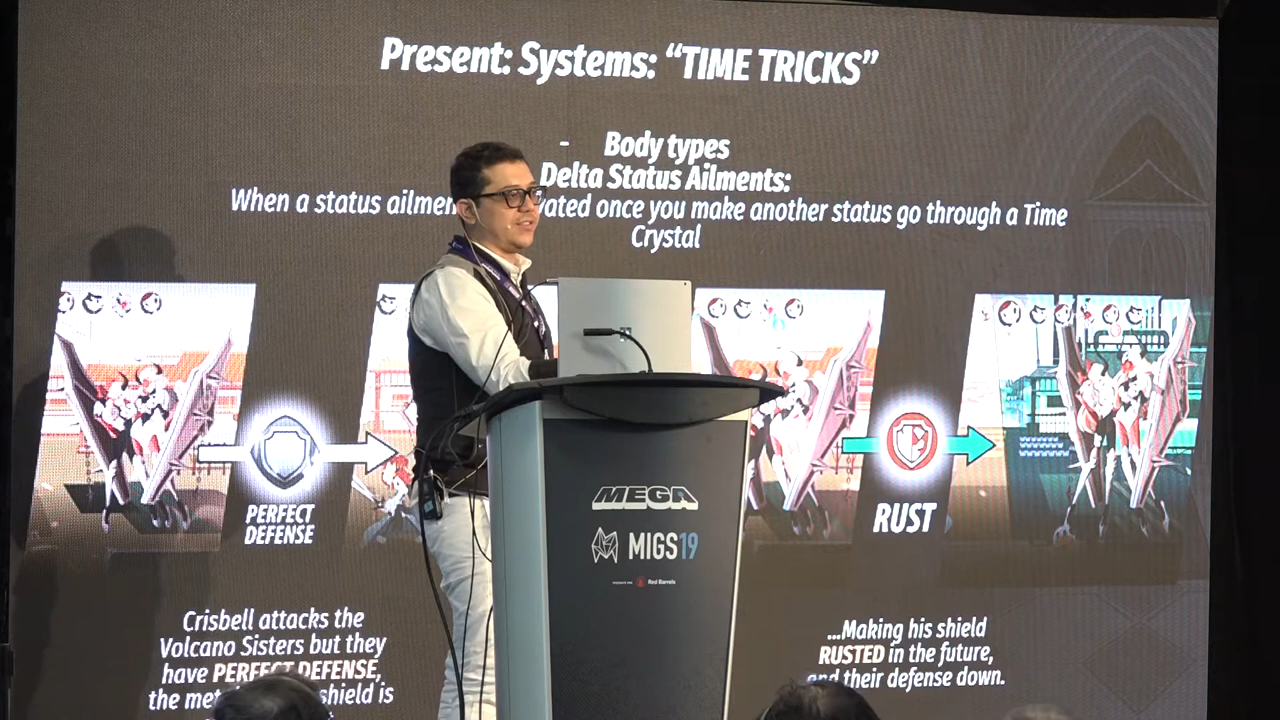 Present: Systems: “TIME TRICKS”
- Body types
Delta Status Ailments:
When a status once you make another status go through a Time
Crystal
PERFECT
DEFENSE
RUST
MEGA
MIGS19
Red Barrels
Crisbell attacks the
Volcano Sisters but they
have PERFECT DEFENSE,
the shield is
...Making his shield
RUSTED in the future,
and their defense down.